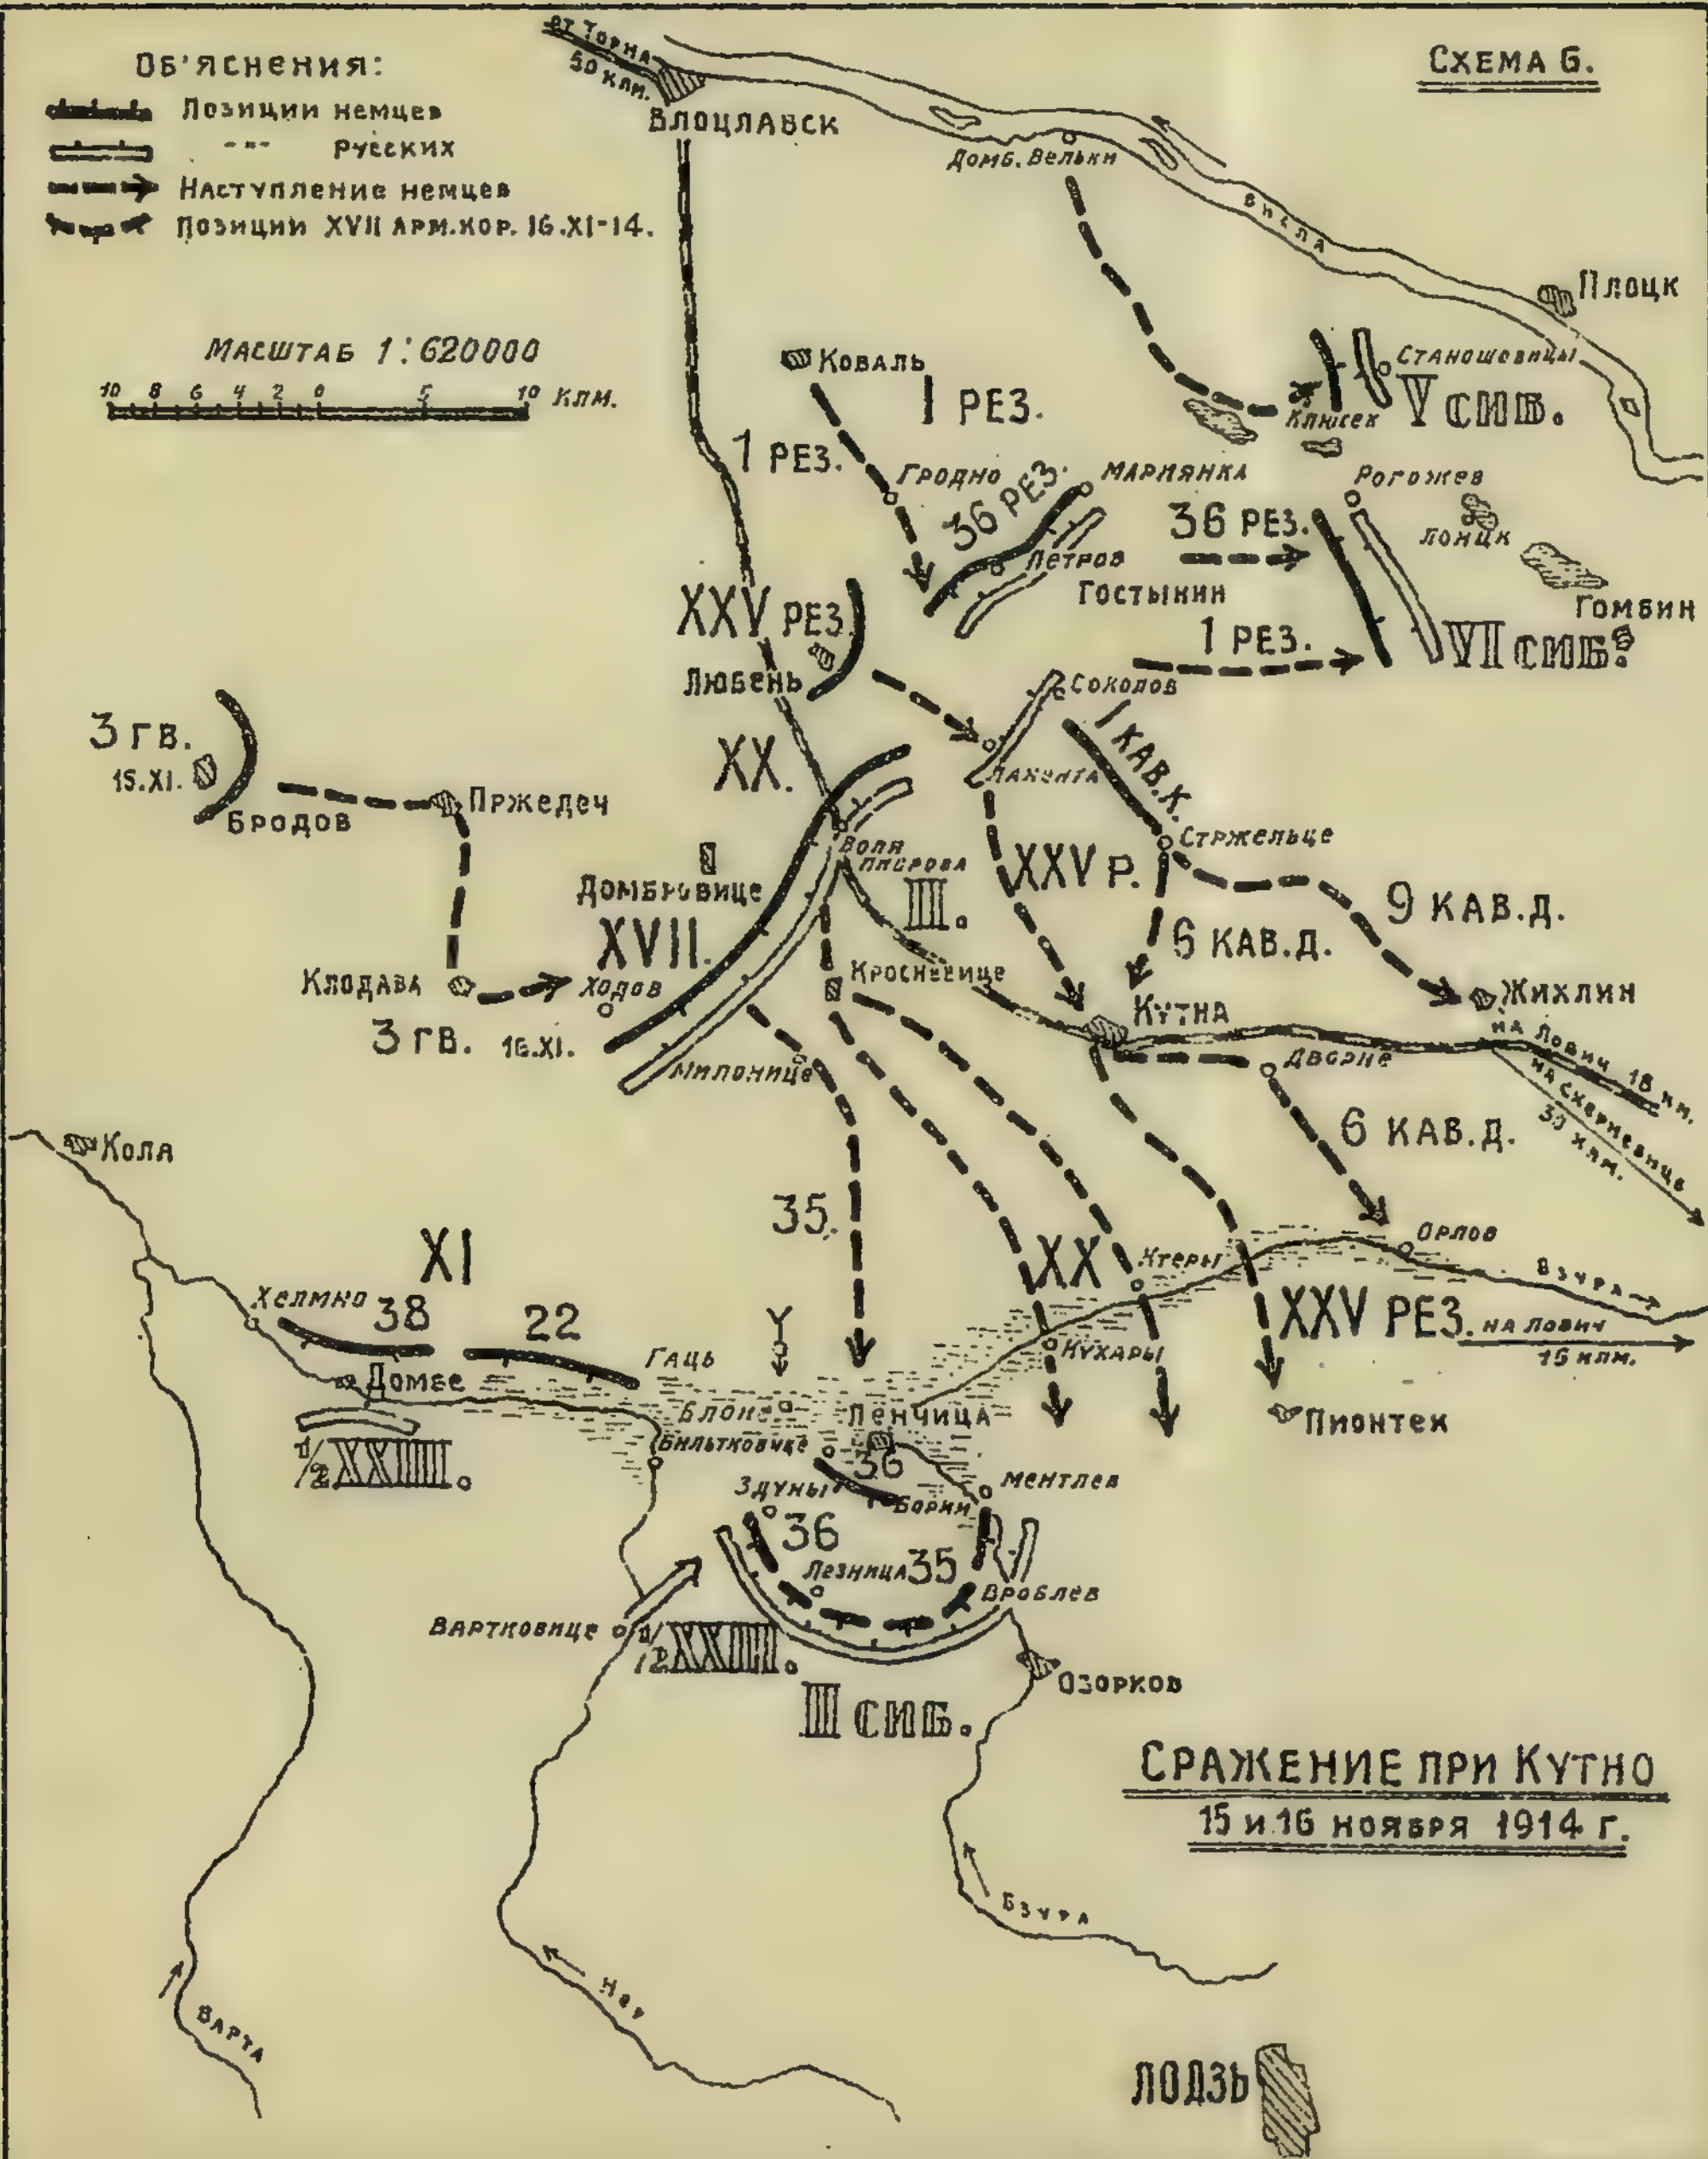 от Торна
50 клм.
СХЕМА 6.
ОБ'ЯСНЕНИЯ:
Позиции немцев
-"- Русских
Наступление немцев
Позиции XVII АРМ.КОР. 16.XI-14.
МАСШТАБ 1:620000
10 8 6 4 2 0 5 10 КЛМ.
ВЛОЦЛАВСК
Домб. Вельки
ВИСЛА
Плоцк
Коваль
I РЕЗ.
Станошевицы
Клюсек
V СИБ.
1 РЕЗ.
Гродно
36 РЕЗ.
МАРИЯНКА
Рогожев
36 РЕЗ.
Лонцк
Петров
Гостынин
Гомбин
XXV РЕЗ
1 РЕЗ.
VI СИБ.
Любень
Соколов
3 ГВ.
15.XI.
Бродов
Пржедеч
XX.
I КАВ.К.
Стржельце
Воля
Домбровице
III.
XXV Р.
9 КАВ.Д.
XVII.
6 КАВ.Д.
Клодава
Ходов
Кросневице
Жихлин
3 ГВ. 16.XI.
Кутна
на Лович 18 км.
Милонице
Дворне
на Скерневице
30 клм.
6 КАВ.Д.
Кола
35.
XI
XX
Ктеры
Орлов
Бзура
Хелмно
38
22
XXV РЕЗ.
на Лович
15 клм.
Гаць
Кухары
Домбе
Блоне
Ленчица
Пионтек
1/2 XXIII.
Бильтковице
36
Ментлев
Здуны
Борки
36
Лезница
35
Вроблев
Вартковице
1/2 XXIII.
Озорков
III СИБ.
СРАЖЕНИЕ ПРИ КУТНО
15 и 16 НОЯБРЯ 1914 Г.
Бзура
Нер
ВАРТА
ЛОДЗЬ